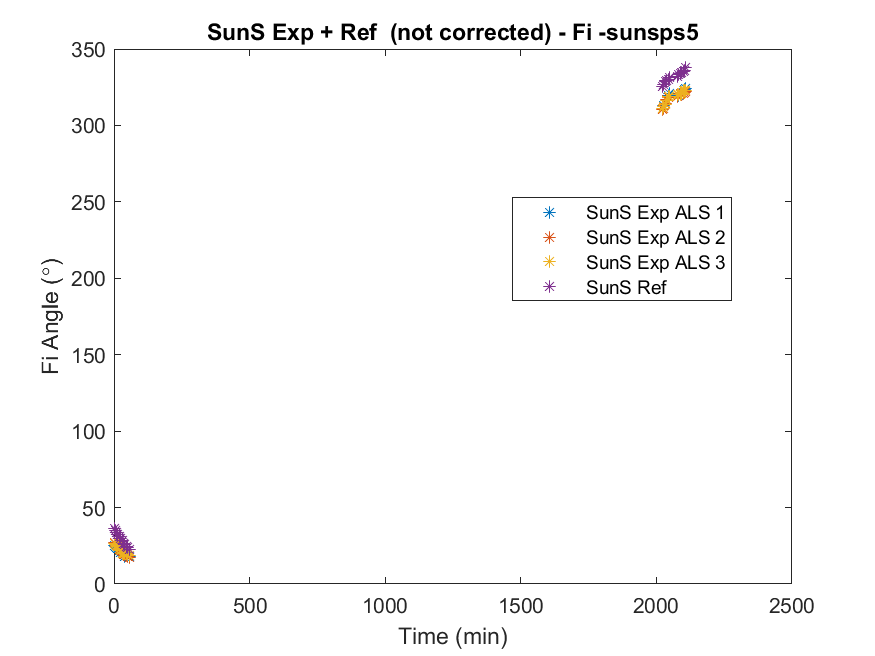 SunS Exp + Ref  (not corrected) - Fi -sunsps5
350
300
250
200
150
100
50
0
Fi Angle (°)
SunS Exp ALS 1
SunS Exp ALS 2
SunS Exp ALS 3
SunS Ref
0 500 1000 1500 2000 2500
Time (min)